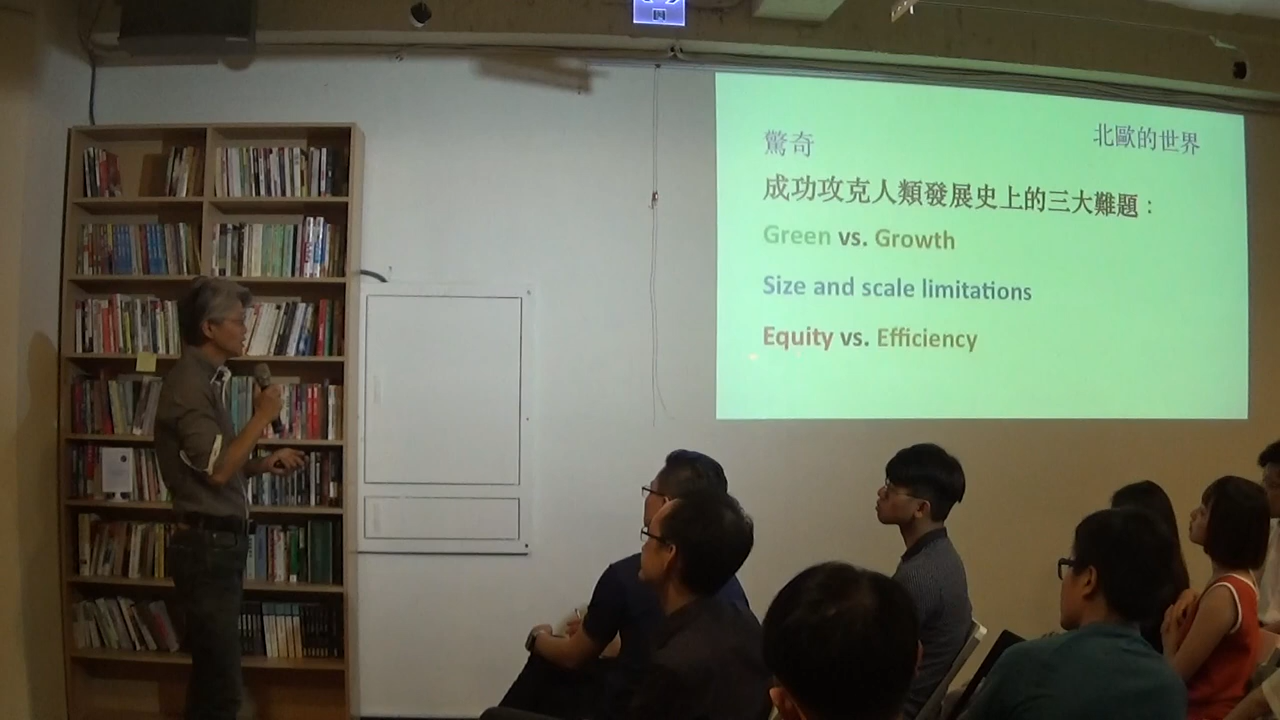 驚奇
北歐的世界
成功攻克人類發展史上的三大難題：
Green vs. Growth
Size and scale limitations
Equity vs. Efficiency